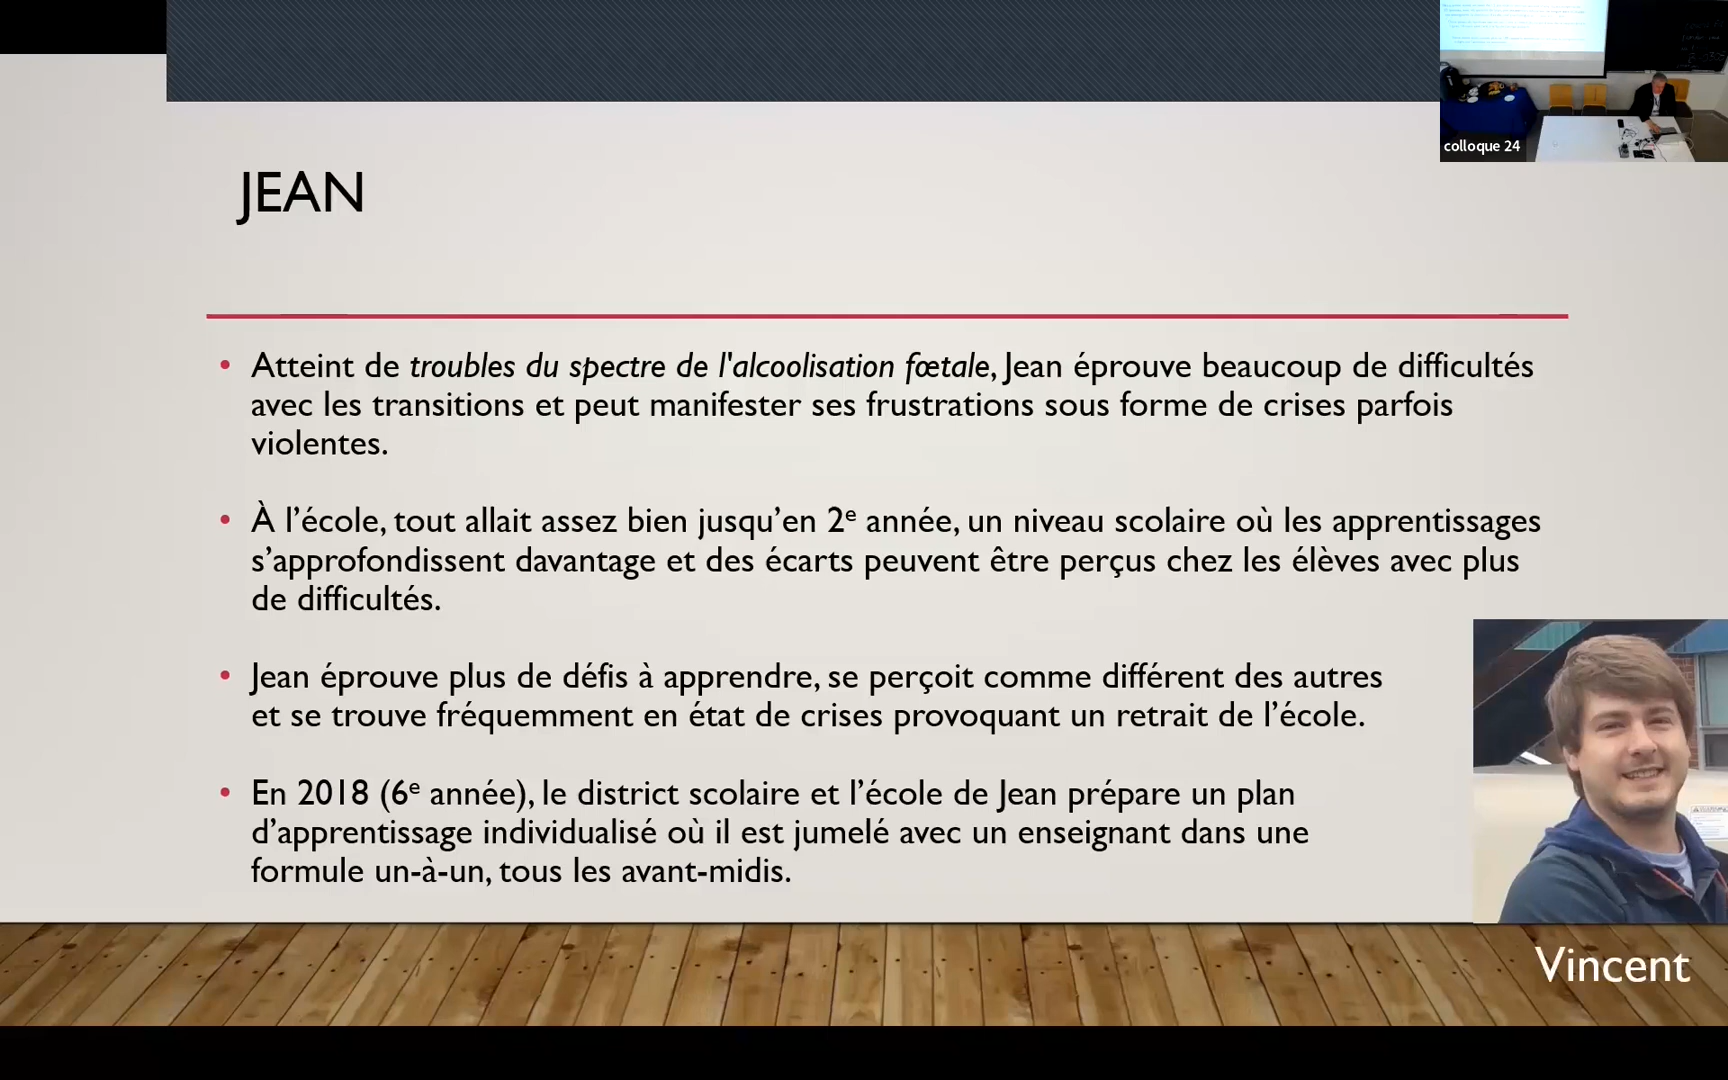 colloque 24
JEAN
• Atteint de troubles du spectre de l'alcoolisation fœtale, Jean éprouve beaucoup de difficultés
avec les transitions et peut manifester ses frustrations sous forme de crises parfois
violentes.
• À l’école, tout allait assez bien jusqu’en 2ᵉ année, un niveau scolaire où les apprentissages
s’approfondissent davantage et des écarts peuvent être perçus chez les élèves avec plus
de difficultés.
• Jean éprouve plus de défis à apprendre, se perçoit comme différent des autres
et se trouve fréquemment en état de crises provoquant un retrait de l’école.
• En 2018 (6ᵉ année), le district scolaire et l’école de Jean prépare un plan
d’apprentissage individualisé où il est jumelé avec un enseignant dans une
formule un-à-un, tous les avant-midis.
Vincent